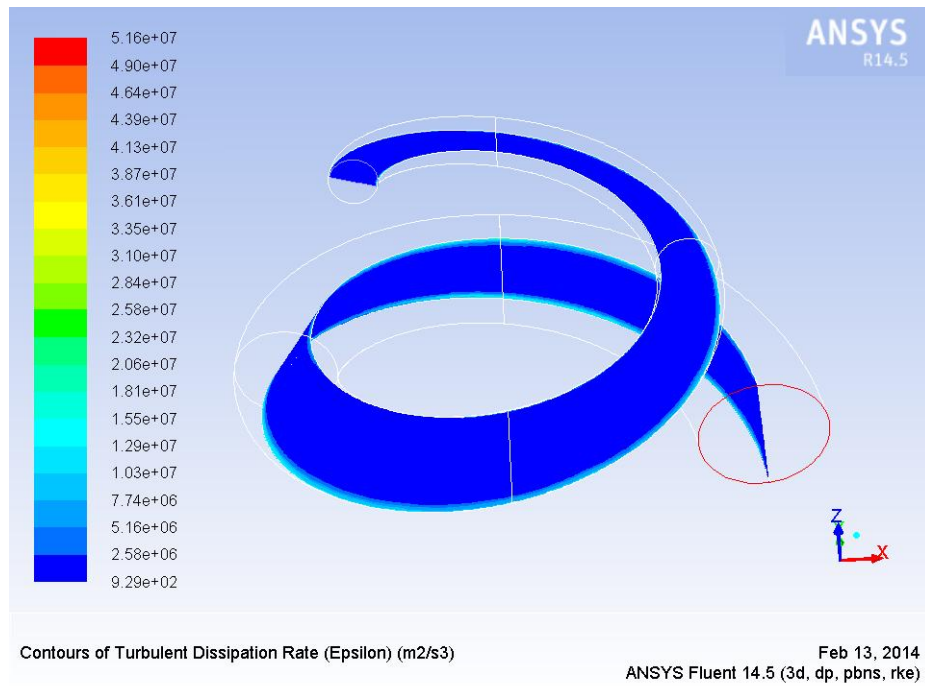 ANSYS
R14.5
5.16e+07
4.90e+07
4.64e+07
4.39e+07
4.13e+07
3.87e+07
3.61e+07
3.35e+07
3.10e+07
2.84e+07
2.58e+07
2.32e+07
2.06e+07
1.81e+07
1.55e+07
1.29e+07
1.03e+07
7.74e+06
5.16e+06
2.58e+06
9.29e+02
Z
X
Contours of Turbulent Dissipation Rate (Epsilon) (m2/s3)
Feb 13, 2014
ANSYS Fluent 14.5 (3d, dp, pbns, rke)